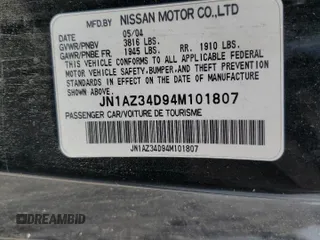 MFD.BY NISSAN MOTOR CO.,LTD.
05/04
GVWR/PNBV 3816 LBS.
GAWR/PNBE FR. 1945 LBS. RR. 1910 LBS.
THIS VEHICLE CONFORMS TO ALL APPLICABLE
FEDERAL MOTOR VEHICLE
SAFETY,BUMPER,AND THEFT PREVENTION
STANDARDS IN EFFECT ON THE DATE OF
MANUFACTURE SHOWN ABOVE.
JN1AZ34D94M101807
PASSENGER CAR/VOITURE DE TOURISME
JN1AZ34D94M101807
DREAMBID